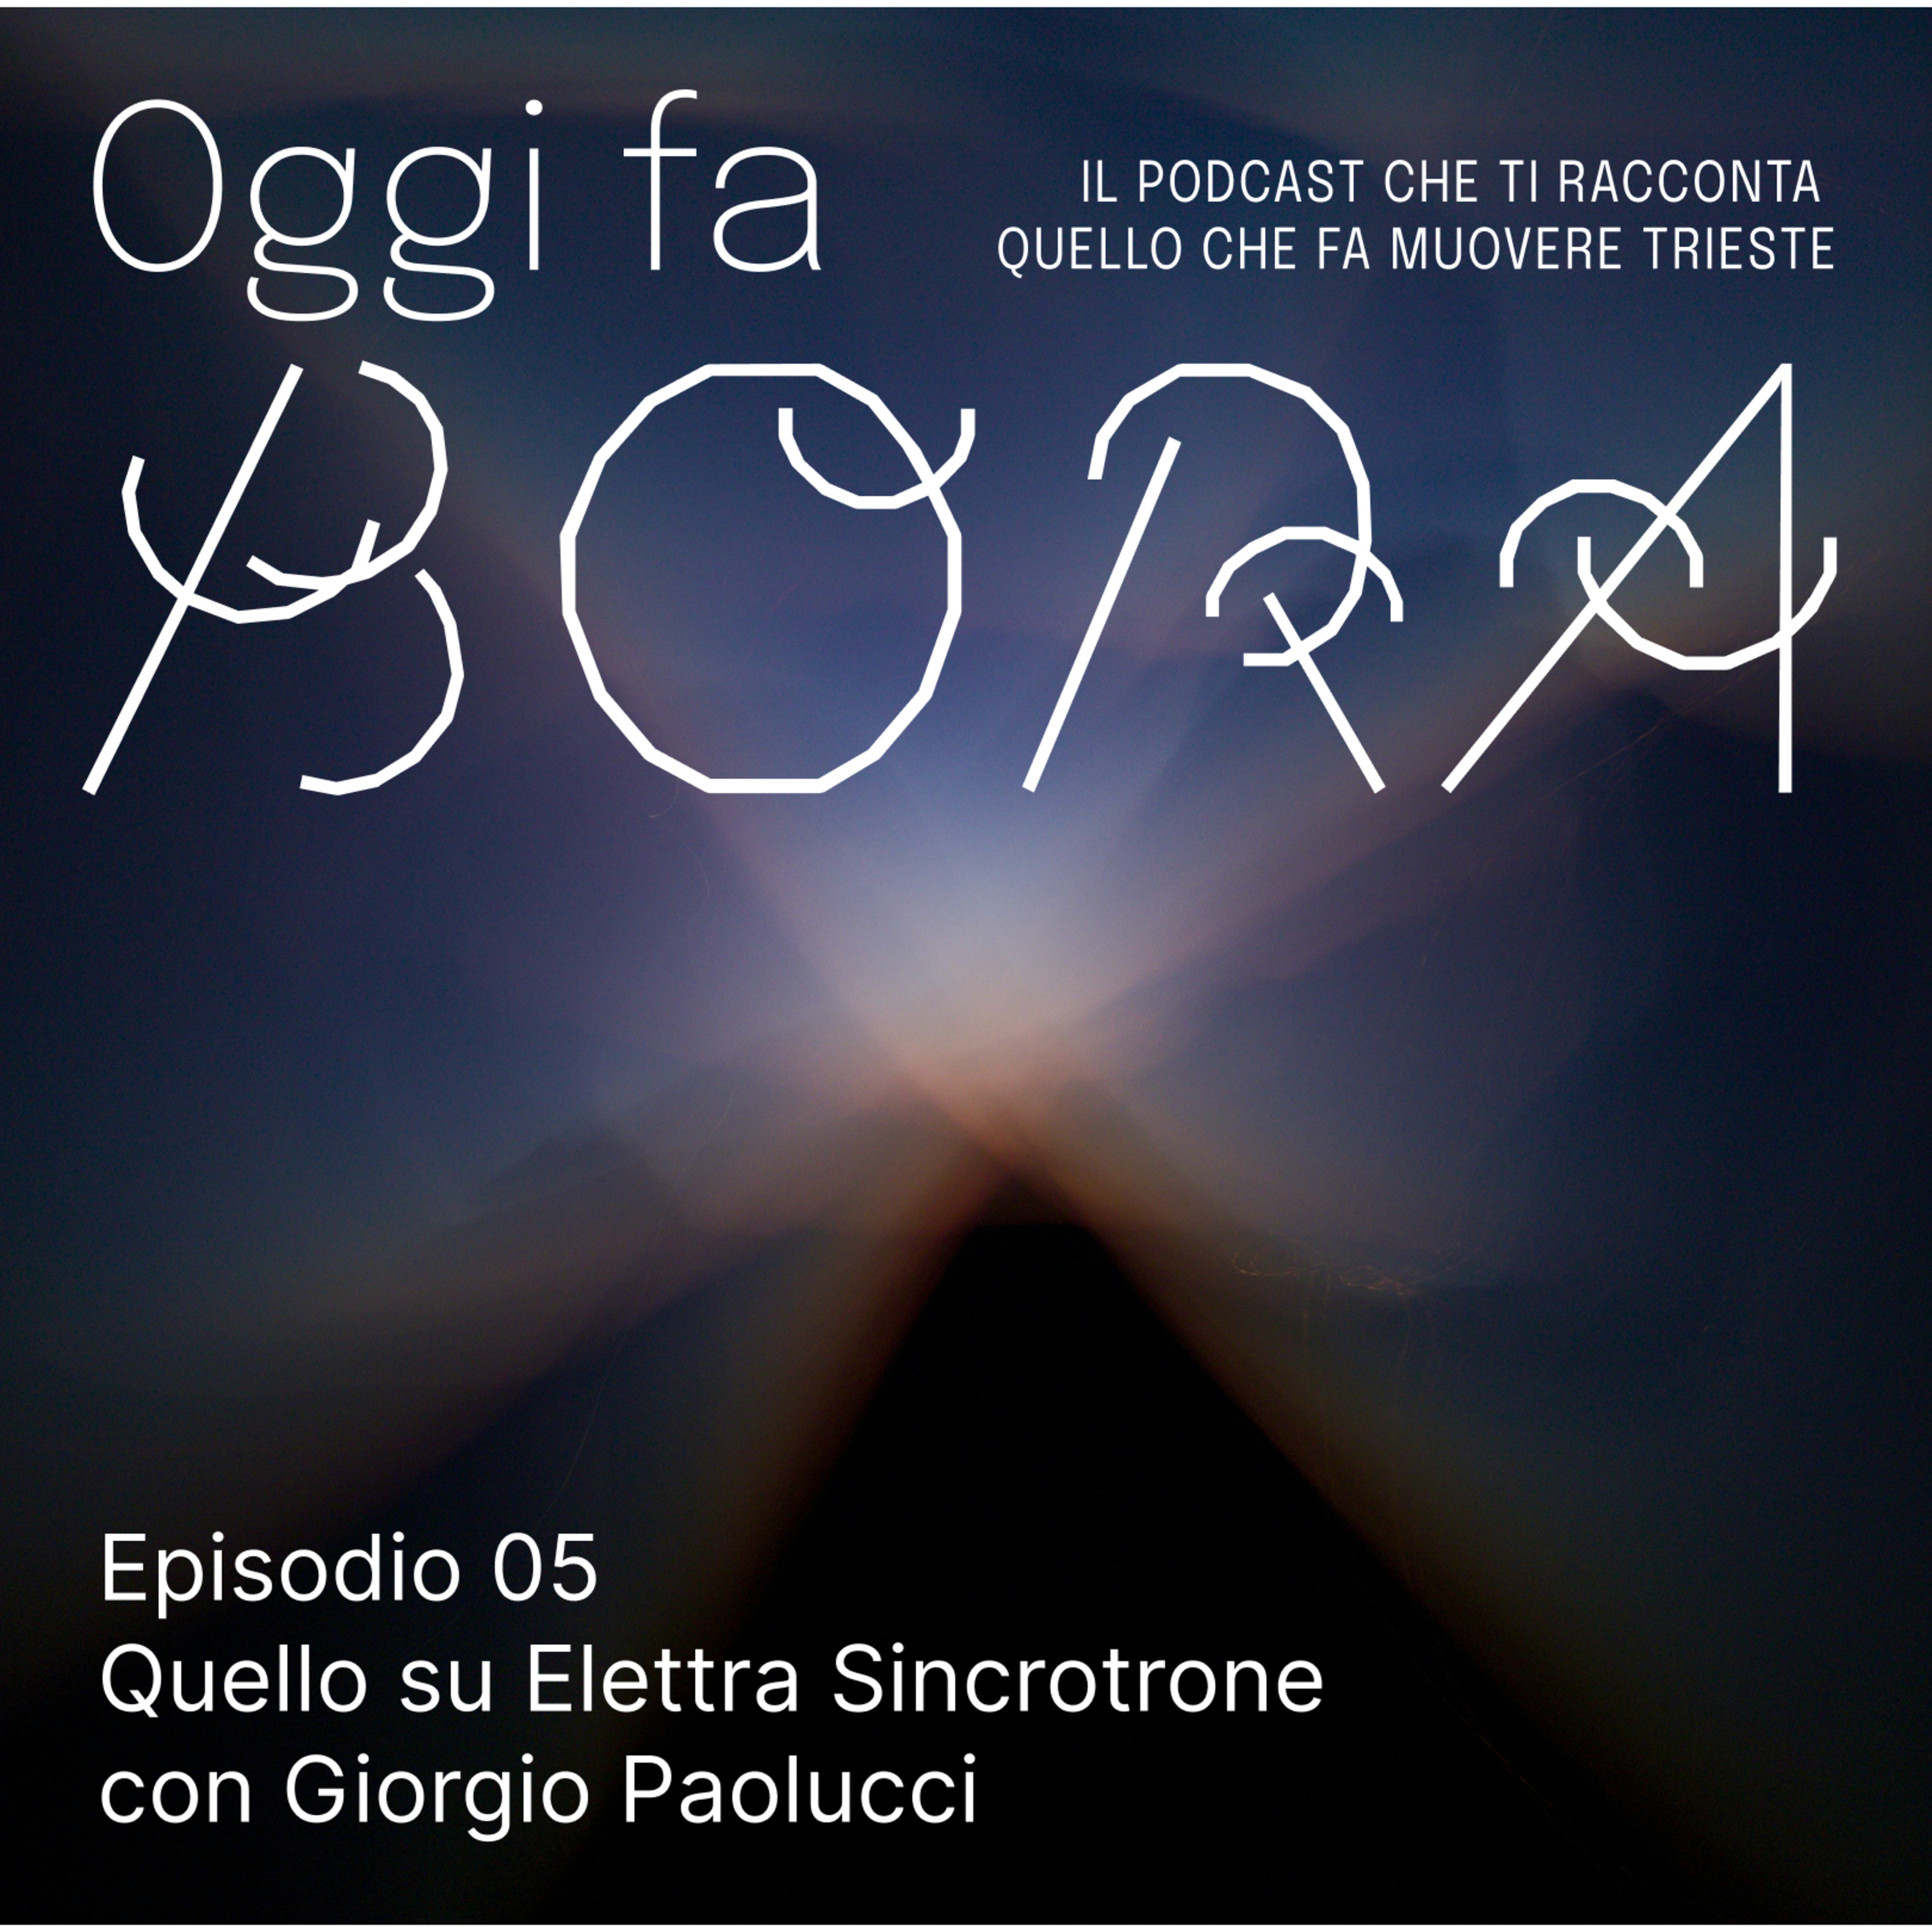 Oggi fa
IL PODCAST CHE TI RACCONTA
QUELLO CHE FA MUOVERE TRIESTE
BORA
Episodio 05
Quello su Elettra Sincrotrone
con Giorgio Paolucci